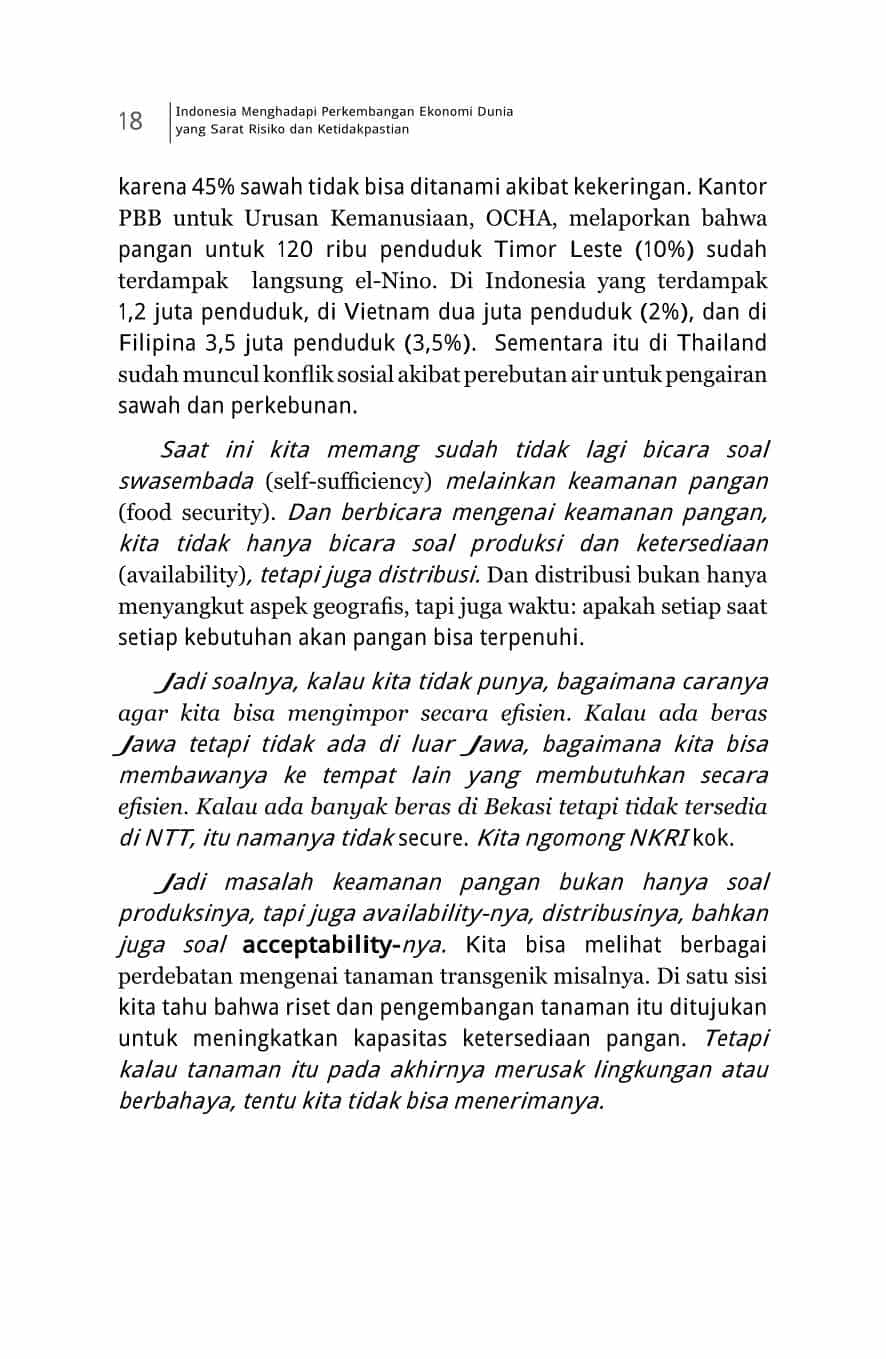 18
Indonesia Menghadapi Perkembangan Ekonomi Dunia
yang Sarat Risiko dan Ketidakpastian
karena 45% sawah tidak bisa ditanami akibat kekeringan. Kantor
PBB untuk Urusan Kemanusiaan, OCHA, melaporkan bahwa
pangan untuk 120 ribu penduduk Timor Leste (10%) sudah
terdampak langsung el-Nino. Di Indonesia yang terdampak
1,2 juta penduduk, di Vietnam dua juta penduduk (2%), dan di
Filipina 3,5 juta penduduk (3,5%). Sementara itu di Thailand
sudah muncul konflik sosial akibat perebutan air untuk pengairan
sawah dan perkebunan.
Saat ini kita memang sudah tidak lagi bicara soal
swasembada (self-sufficiency) melainkan keamanan pangan
(food security). Dan berbicara mengenai keamanan pangan,
kita tidak hanya bicara soal produksi dan ketersediaan
(availability), tetapi juga distribusi. Dan distribusi bukan hanya
menyangkut aspek geografis, tapi juga waktu: apakah setiap saat
setiap kebutuhan akan pangan bisa terpenuhi.
Jadi soalnya, kalau kita tidak punya, bagaimana caranya
agar kita bisa mengimpor secara efisien. Kalau ada beras
Jawa tetapi tidak ada di luar Jawa, bagaimana kita bisa
membawanya ke tempat lain yang membutuhkan secara
efisien. Kalau ada banyak beras di Bekasi tetapi tidak tersedia
di NTT, itu namanya tidak secure. Kita ngomong NKRI kok.
Jadi masalah keamanan pangan bukan hanya soal
produksinya, tapi juga availability-nya, distribusinya, bahkan
juga soal acceptability-nya. Kita bisa melihat berbagai
perdebatan mengenai tanaman transgenik misalnya. Di satu sisi
kita tahu bahwa riset dan pengembangan tanaman itu ditujukan
untuk meningkatkan kapasitas ketersediaan pangan. Tetapi
kalau tanaman itu pada akhirnya merusak lingkungan atau
berbahaya, tentu kita tidak bisa menerimanya.